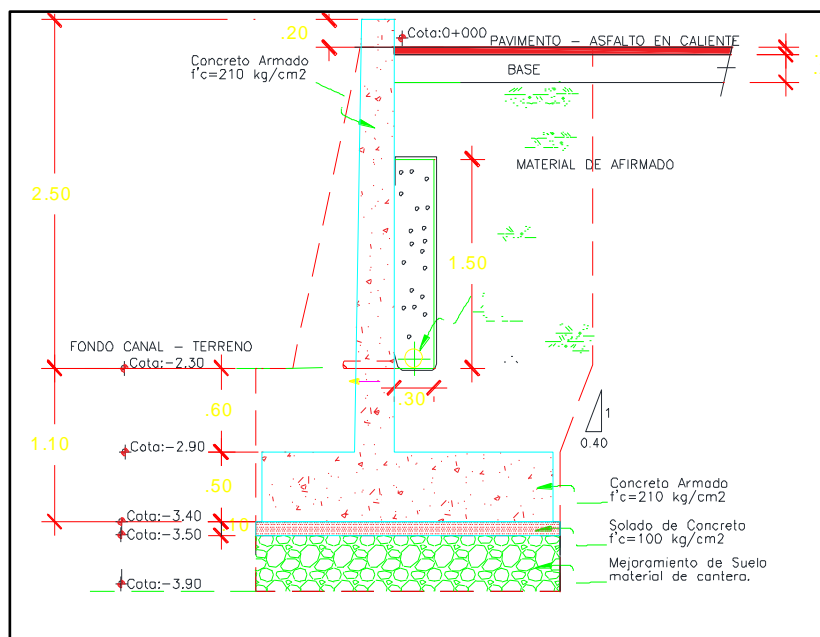 .20
Cota:0+000
PAVIMENTO - ASFALTO EN CALIENTE
Concreto Armado
f'c=210 kg/cm2
BASE
MATERIAL DE AFIRMADO
2.50
1.50
FONDO CANAL - TERRENO
Cota:-2.30
.30
.60
1
0.40
1.10
Cota:-2.90
.50
Concreto Armado
f'c=210 kg/cm2
Cota:-3.40
.10
Solado de Concreto
f'c=100 kg/cm2
Cota:-3.50
Mejoramiento de Suelo
material de cantera.
Cota:-3.90